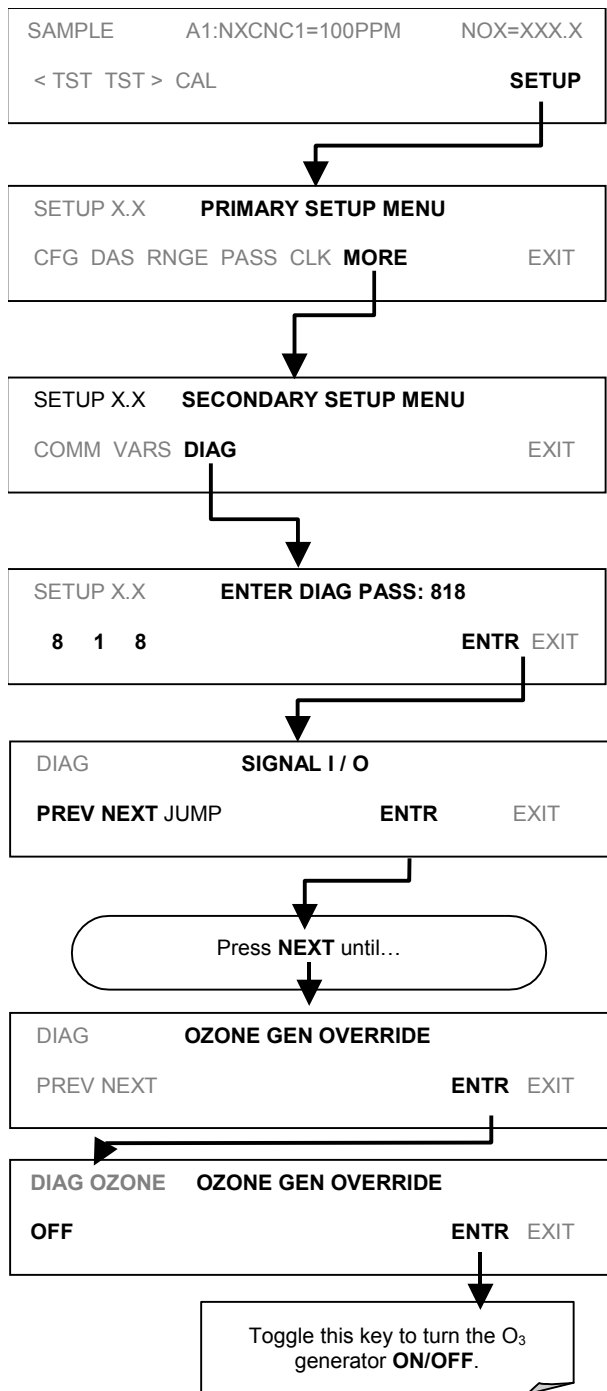 SAMPLE A1:NXCNC1=100PPM NOX=XXX.X
< TST TST > CAL SETUP
SETUP X.X PRIMARY SETUP MENU
CFG DAS RNGE PASS CLK MORE EXIT
SETUP X.X SECONDARY SETUP MENU
COMM VARS DIAG EXIT
SETUP X.X ENTER DIAG PASS: 818
8 1 8 ENTR EXIT
DIAG SIGNAL I / O
PREV NEXT JUMP ENTR EXIT
Press NEXT until…
DIAG OZONE GEN OVERRIDE
PREV NEXT ENTR EXIT
DIAG OZONE OZONE GEN OVERRIDE
OFF ENTR EXIT
Toggle this key to turn the O₃
generator ON/OFF.